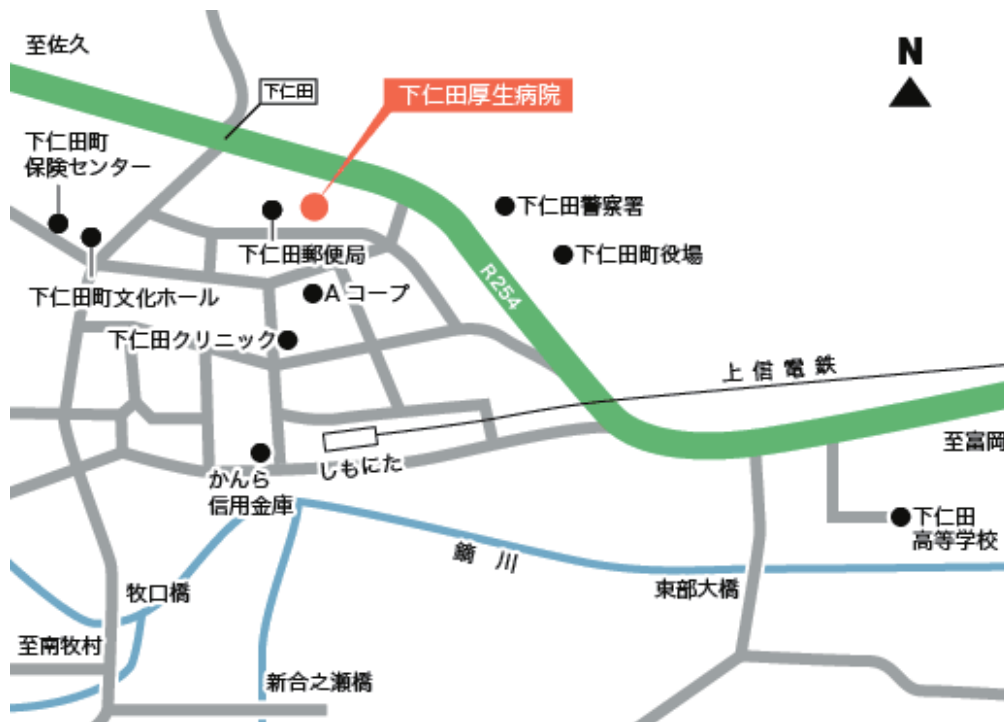 至佐久
N
下仁田
下仁田厚生病院
下仁田町
保険センター
下仁田警察署
下仁田郵便局
下仁田町役場
下仁田町文化ホール
Aコープ
R254
下仁田クリニック
上信電鉄
至富岡
しもにた
かんら
信用金庫
下仁田
高等学校
鏑川
牧口橋
東部大橋
至南牧村
新合之瀬橋